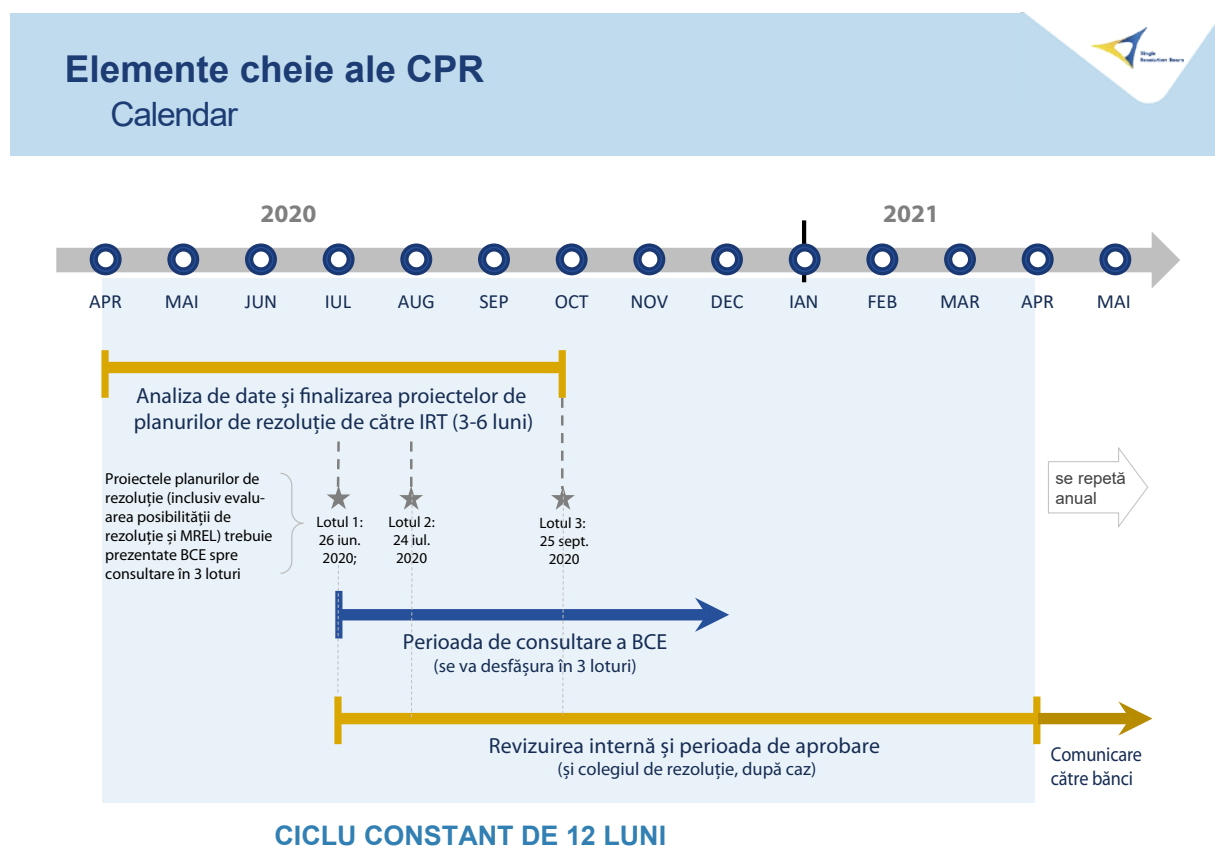 Elemente cheie ale CPR
Calendar
Single
Resolution Board
2020
2021
APR MAI JUN IUL AUG SEP OCT NOV DEC IAN FEB MAR APR MAI
Analiza de date și finalizarea proiectelor de
planurilor de rezoluție de către IRT (3-6 luni)
Proiectele planurilor de
rezoluție (inclusiv evalu-
area posibilității de
rezoluție și MREL) trebuie
prezentate BCE spre
consultare în 3 loturi
Lotul 1:
26 iun.
2020;
Lotul 2:
24 iul.
2020
Lotul 3:
25 sept.
2020
se repetă
anual
Perioada de consultare a BCE
(se va desfășura în 3 loturi)
Revizuirea internă și perioada de aprobare
(și colegiul de rezoluție, după caz)
Comunicare
către bănci
CICLU CONSTANT DE 12 LUNI